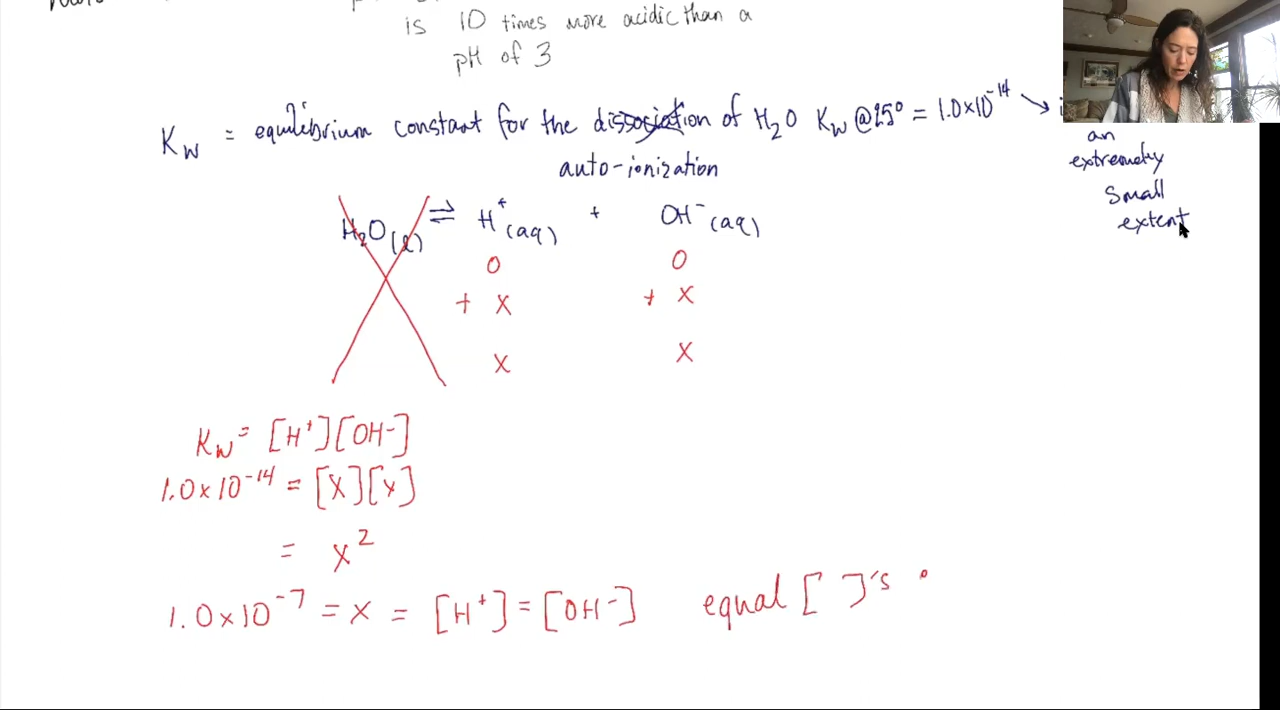 is 10 times more acidic than a
pH of 3
Kw = equilibrium constant for the dissociation of H₂O Kw @25° = 1.0×10⁻¹⁴ →
auto-ionization
an
extremely
small
extent
H₂O(l) ⇌ H⁺(aq) + OH⁻(aq)
0 0
+ x + x
x x
Kw = [H⁺][OH⁻]
1.0×10⁻¹⁴ = [x][x]
= x²
1.0×10⁻⁷ = x = [H⁺] = [OH⁻] equal [ ]'s